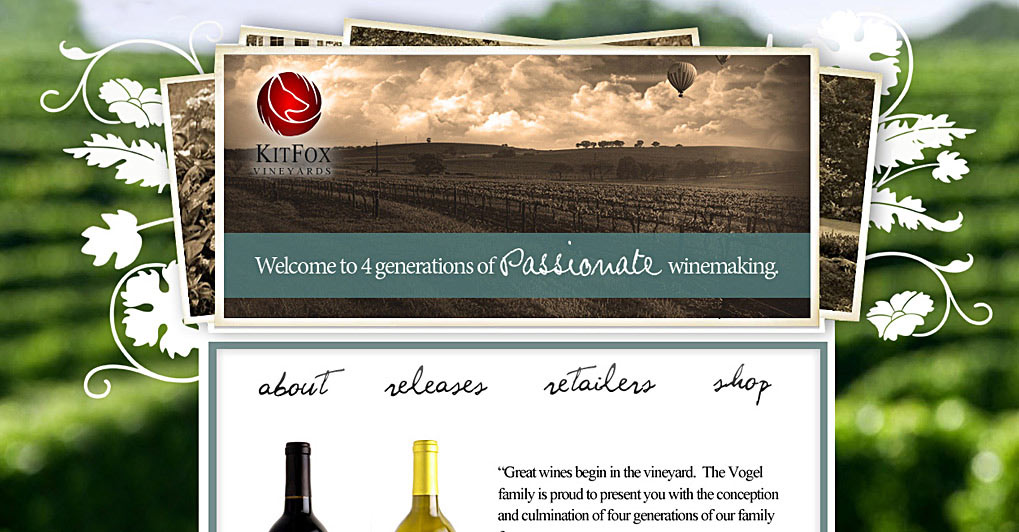 KITFOX
VINEYARDS
Welcome to 4 generations of Passionate winemaking.
about releases retailers shop
“Great wines begin in the vineyard. The Vogel
family is proud to present you with the conception
and culmination of four generations of our family